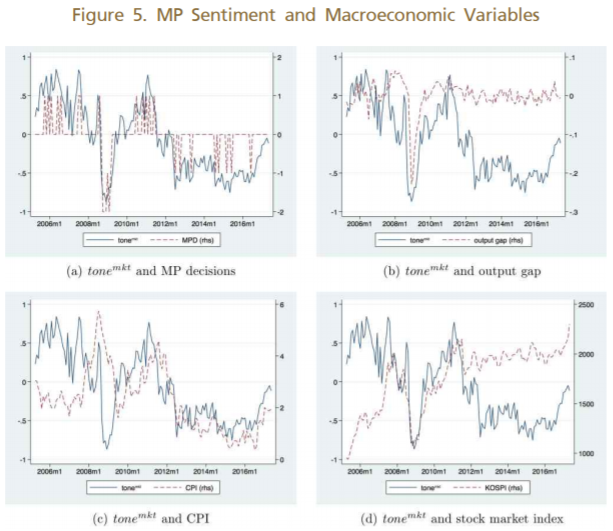 Figure 5. MP Sentiment and Macroeconomic Variables
1 .5 0 -.5 -1
2 1 0 -1 -2
2006m1 2008m1 2010m1 2012m1 2014m1 2016m1
tone^mkt MPD (rhs)
(a) tone^mkt and MP decisions
1 .5 0 -.5 -1
.1 0 -.1 -.2 -.3
2006m1 2008m1 2010m1 2012m1 2014m1 2016m1
tone^mkt output gap (rhs)
(b) tone^mkt and output gap
1 .5 0 -.5 -1
6 4 2 0
2006m1 2008m1 2010m1 2012m1 2014m1 2016m1
tone^mkt CPI (rhs)
(c) tone^mkt and CPI
1 .5 0 -.5 -1
2500 2000 1500 1000
2006m1 2008m1 2010m1 2012m1 2014m1 2016m1
tone^mkt KOSPI (rhs)
(d) tone^mkt and stock market index